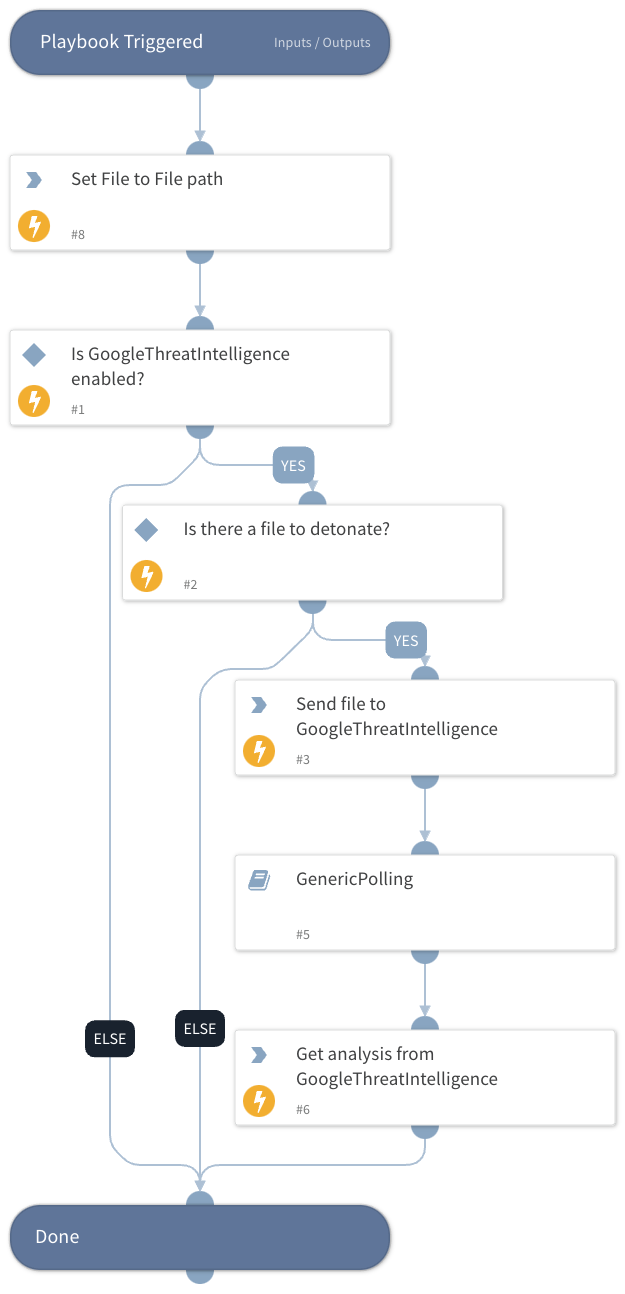 Playbook Triggered
Inputs / Outputs
Set File to File path
#8
Is GoogleThreatIntelligence
enabled?
#1
YES
Is there a file to detonate?
#2
YES
Send file to
GoogleThreatIntelligence
#3
GenericPolling
#5
ELSE
ELSE
Get analysis from
GoogleThreatIntelligence
#6
Done